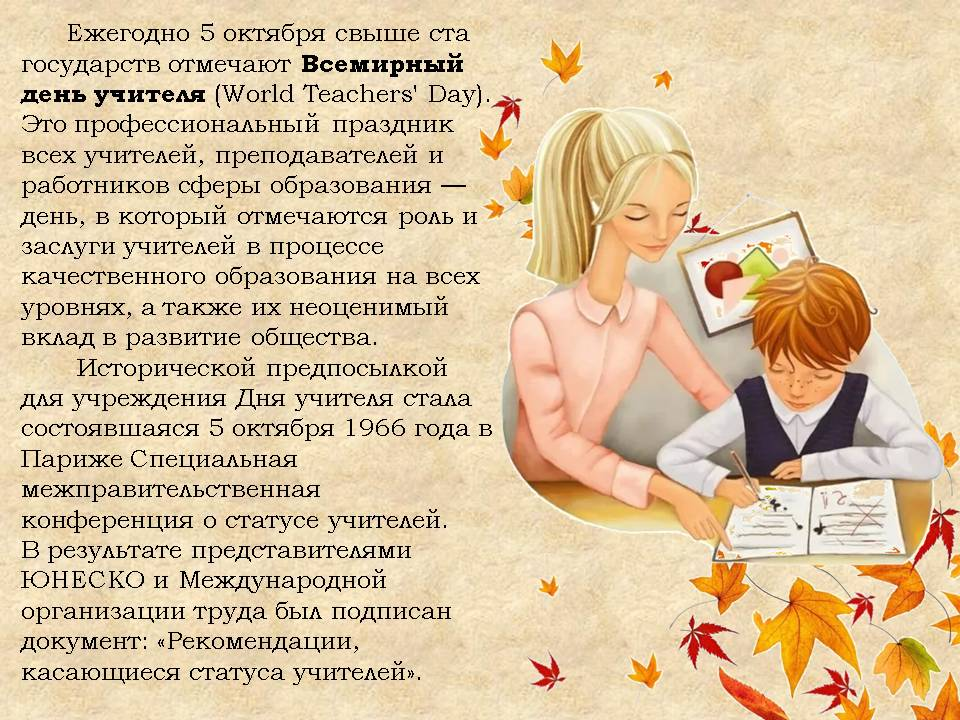 Ежегодно 5 октября свыше ста
государств отмечают Всемирный
день учителя (World Teachers' Day).
Это профессиональный праздник
всех учителей, преподавателей и
работников сферы образования —
день, в который отмечаются роль и
заслуги учителей в процессе
качественного образования на всех
уровнях, а также их неоценимый
вклад в развитие общества.
Исторической предпосылкой
для учреждения Дня учителя стала
состоявшаяся 5 октября 1966 года в
Париже Специальная
межправительственная
конференция о статусе учителей.
В результате представителями
ЮНЕСКО и Международной
организации труда был подписан
документ: «Рекомендации,
касающиеся статуса учителей».